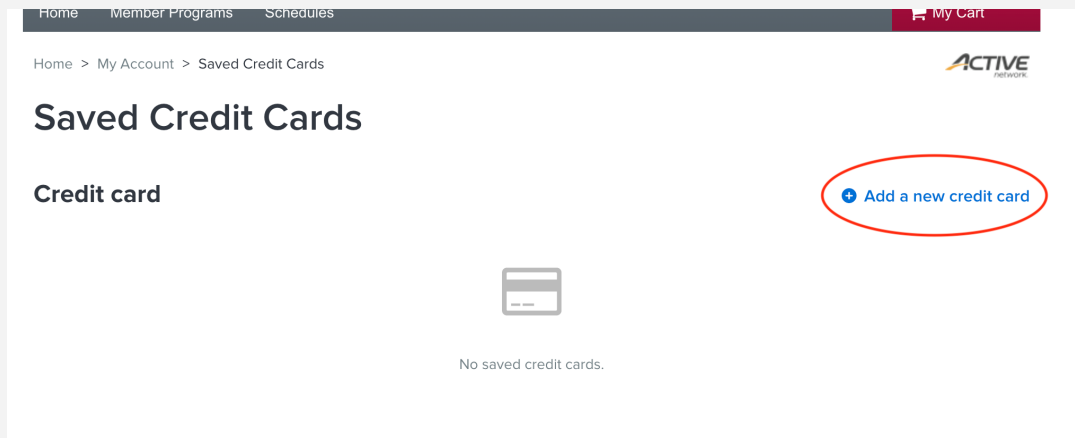 Home Member Programs Schedules My Cart
Home > My Account > Saved Credit Cards
ACTIVE
network
Saved Credit Cards
Credit card
Add a new credit card
No saved credit cards.